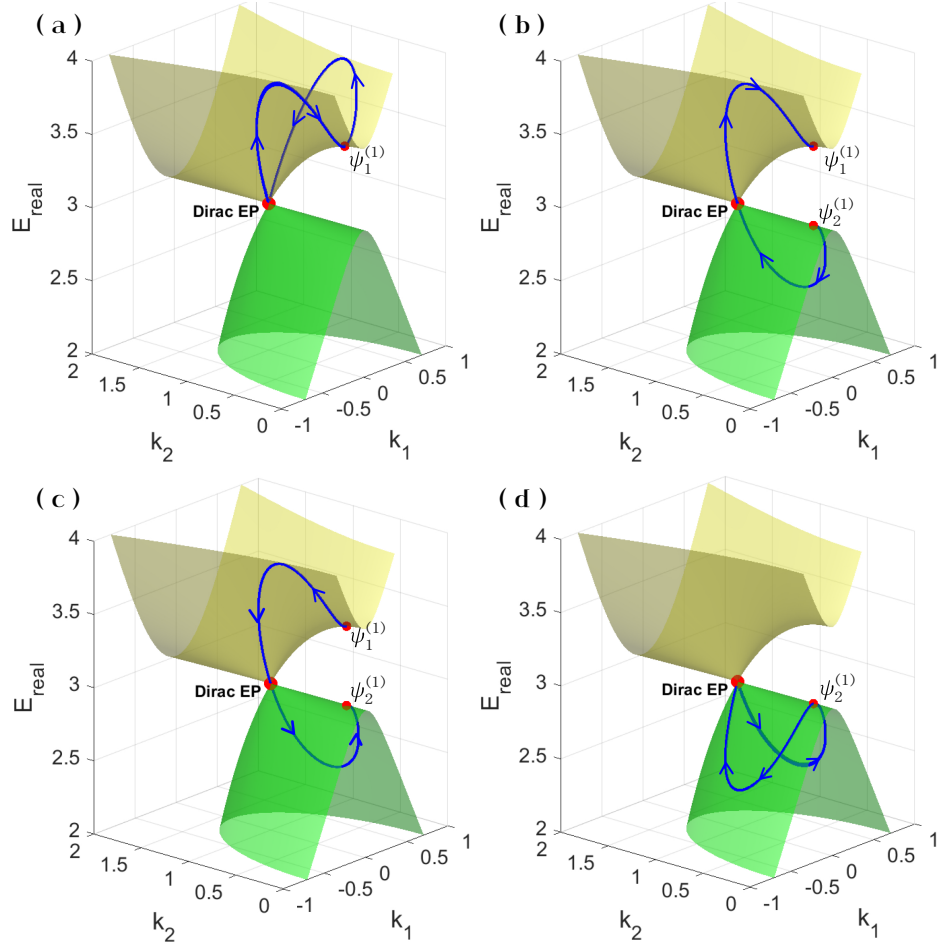 (a)
4
3.5
3
2.5
2
E_real
Dirac EP
ψ_1^(1)
2
1.5
1
0.5
0
k_2
-1
-0.5
0
0.5
1
k_1
(b)
4
3.5
3
2.5
2
E_real
Dirac EP
ψ_1^(1)
ψ_2^(1)
2
1.5
1
0.5
0
k_2
-1
-0.5
0
0.5
1
k_1
(c)
4
3.5
3
2.5
2
E_real
Dirac EP
ψ_1^(1)
ψ_2^(1)
2
1.5
1
0.5
0
k_2
-1
-0.5
0
0.5
1
k_1
(d)
4
3.5
3
2.5
2
E_real
Dirac EP
ψ_2^(1)
2
1.5
1
0.5
0
k_2
-1
-0.5
0
0.5
1
k_1